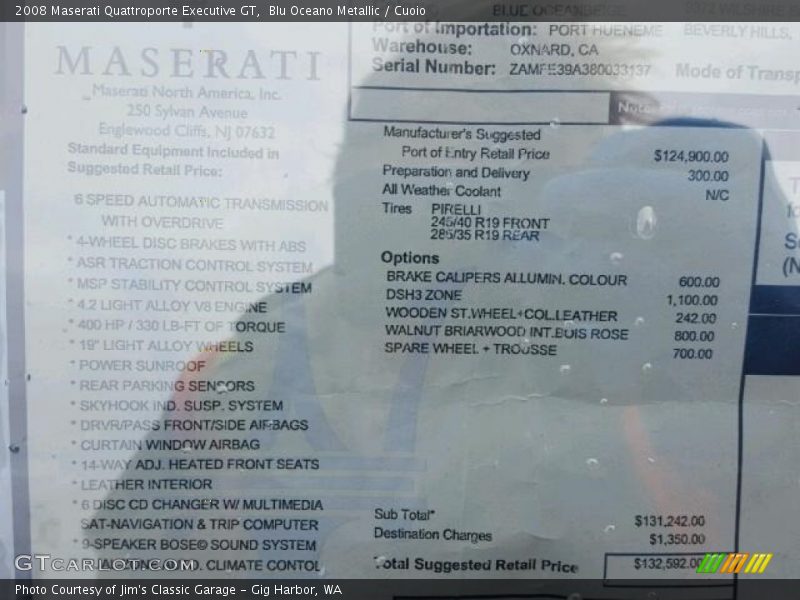 2008 Maserati Quattroporte Executive GT,  Blu Oceano Metallic / Cuoio
MASERATI
Maserati North America, Inc.
250 Sylvan Avenue
Englewood Cliffs, NJ 07632
Standard Equipment Included in
Suggested Retail Price:
6 SPEED AUTOMATIC TRANSMISSION
WITH OVERDRIVE
* 4-WHEEL DISC BRAKES WITH ABS
* ASR TRACTION CONTROL SYSTEM
* MSP STABILITY CONTROL SYSTEM
* 4.2 LIGHT ALLOY V8 ENGINE
* 400 HP / 330 LB-FT OF TORQUE
* 19" LIGHT ALLOY WHEELS
* POWER SUNROOF
* REAR PARKING SENSORS
* SKYHOOK IND. SUSP. SYSTEM
* DRVR/PASS FRONT/SIDE AIRBAGS
* CURTAIN WINDOW AIRBAG
* 14-WAY ADJ. HEATED FRONT SEATS
* LEATHER INTERIOR
* 6 DISC CD CHANGER W/ MULTIMEDIA
SAT-NAVIGATION & TRIP COMPUTER
* 9-SPEAKER BOSE© SOUND SYSTEM
CLIMATE CONTOL
BLUE OCEAN
Port of Importation: PORT HUENEME BEVERLY HILLS,
Warehouse: OXNARD, CA
Serial Number: ZAMFE39A380033137 Mode of Transp
Manufacturer's Suggested
Port of Entry Retail Price $124,900.00
Preparation and Delivery 300.00
All Weather Coolant N/C
Tires PIRELLI
245/40 R19 FRONT
285/35 R19 REAR
Options
BRAKE CALIPERS ALLUMIN. COLOUR 600.00
DSH3 ZONE 1,100.00
WOODEN ST.WHEEL+COL.LEATHER 242.00
WALNUT BRIARWOOD INT.BOIS ROSE 800.00
SPARE WHEEL + TROUSSE 700.00
Sub Total* $131,242.00
Destination Charges $1,350.00
Total Suggested Retail Price $132,592.00
GTcarlot.com
Photo Courtesy of Jim's Classic Garage - Gig Harbor, WA